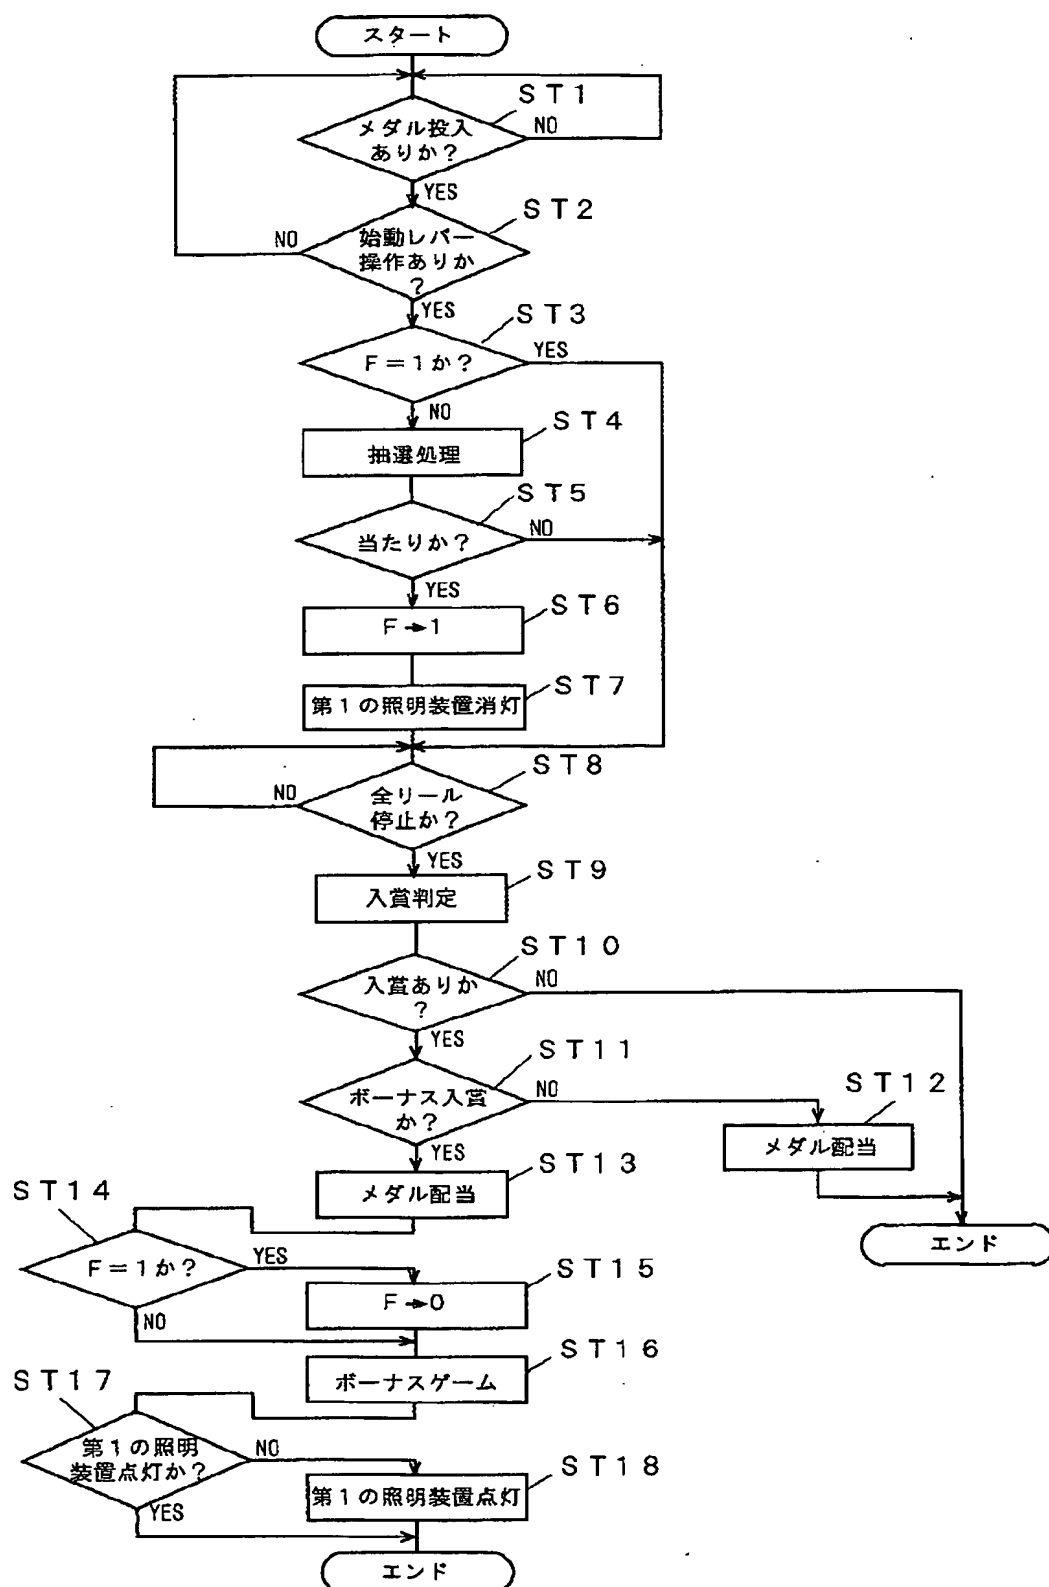 スタート
ST1
メダル投入
ありか？
NO
YES
ST2
始動レバー
操作ありか
？
NO
YES
ST3
F＝1か？
YES
NO
ST4
抽選処理
ST5
当たりか？
NO
YES
ST6
F→1
ST7
第1の照明装置消灯
ST8
全リール
停止か？
NO
YES
ST9
入賞判定
ST10
入賞ありか
？
NO
YES
ST11
ボーナス入賞
か？
NO
YES
ST12
メダル配当
ST13
メダル配当
エンド
ST14
F＝1か？
YES
NO
ST15
F→0
ST16
ボーナスゲーム
ST17
第1の照明
装置点灯か？
NO
YES
ST18
第1の照明装置点灯
エンド